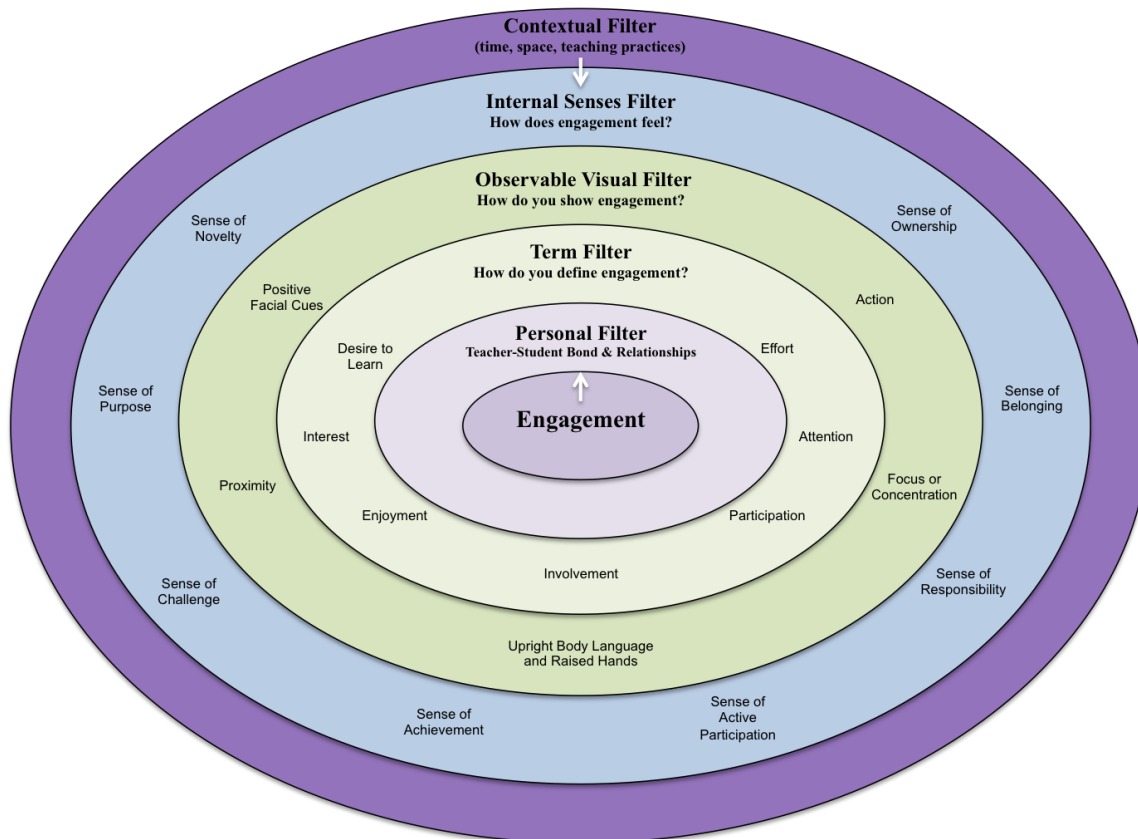 Contextual Filter
(time, space, teaching practices)
Internal Senses Filter
How does engagement feel?
Observable Visual Filter
How do you show engagement?
Sense of
Novelty
Sense of
Ownership
Term Filter
How do you define engagement?
Positive
Facial Cues
Action
Personal Filter
Teacher-Student Bond & Relationships
Desire to
Learn
Effort
Sense of
Purpose
Sense of
Belonging
Engagement
Interest
Attention
Proximity
Focus or
Concentration
Enjoyment
Participation
Involvement
Sense of
Challenge
Sense of
Responsibility
Upright Body Language
and Raised Hands
Sense of
Achievement
Sense of
Active
Participation